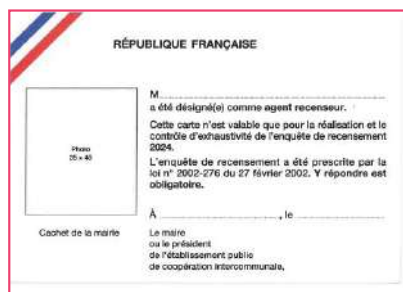 RÉPUBLIQUE FRANÇAISE
M
a été désigné(e) comme agent recenseur.
Cette carte n'est valable que pour la réalisation et le
contrôle d'exhaustivité de l'enquête de recensement
2024.
L'enquête de recensement a été prescrite par la
loi n° 2002-276 du 27 février 2002. Y répondre est
obligatoire.
Photo
35 x 40
À , le
Cachet de la mairie
Le maire
ou le président
de l'établissement public
de coopération intercommunale,